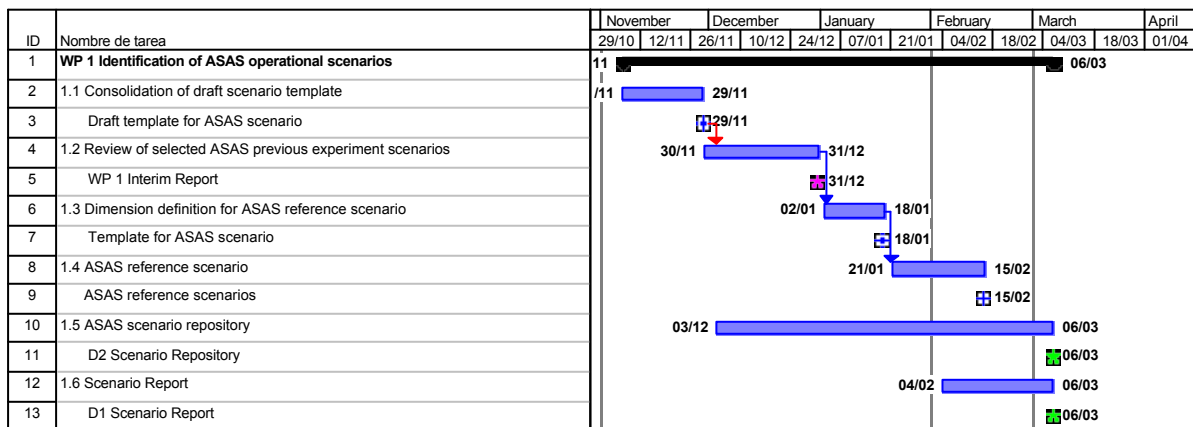 November December January February March April
ID Nombre de tarea 29/10 12/11 26/11 10/12 24/12 07/01 21/01 04/02 18/02 04/03 18/03 01/04
1 WP 1 Identification of ASAS operational scenarios 11 06/03
2 1.1 Consolidation of draft scenario template /11 29/11
3 Draft template for ASAS scenario 29/11
4 1.2 Review of selected ASAS previous experiment scenarios 30/11 31/12
5 WP 1 Interim Report 31/12
6 1.3 Dimension definition for ASAS reference scenario 02/01 18/01
7 Template for ASAS scenario 18/01
8 1.4 ASAS reference scenario 21/01 15/02
9 ASAS reference scenarios 15/02
10 1.5 ASAS scenario repository 03/12 06/03
11 D2 Scenario Repository 06/03
12 1.6 Scenario Report 04/02 06/03
13 D1 Scenario Report 06/03